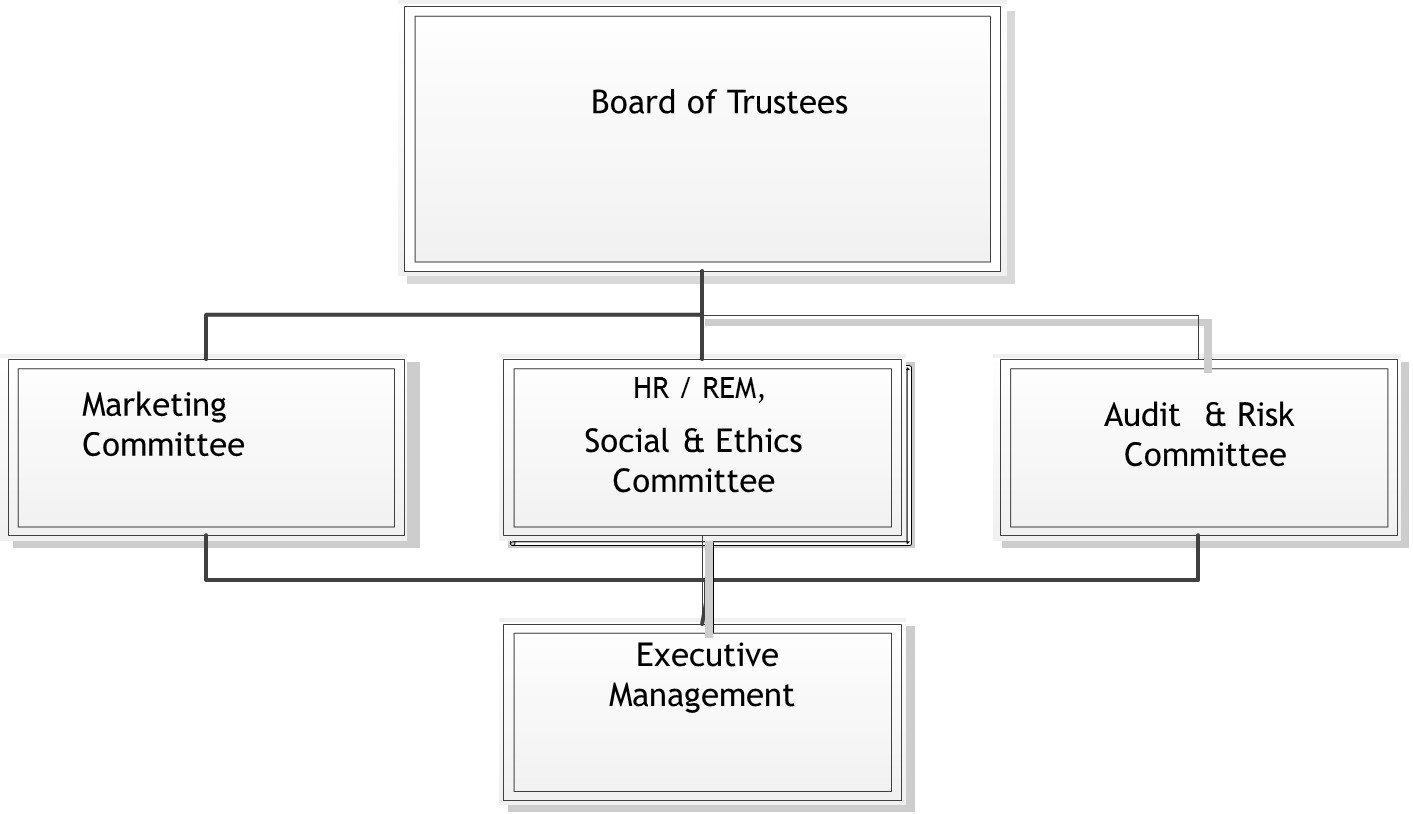 Board of Trustees
Marketing
Committee
HR / REM,
Social & Ethics
Committee
Audit & Risk
Committee
Executive
Management